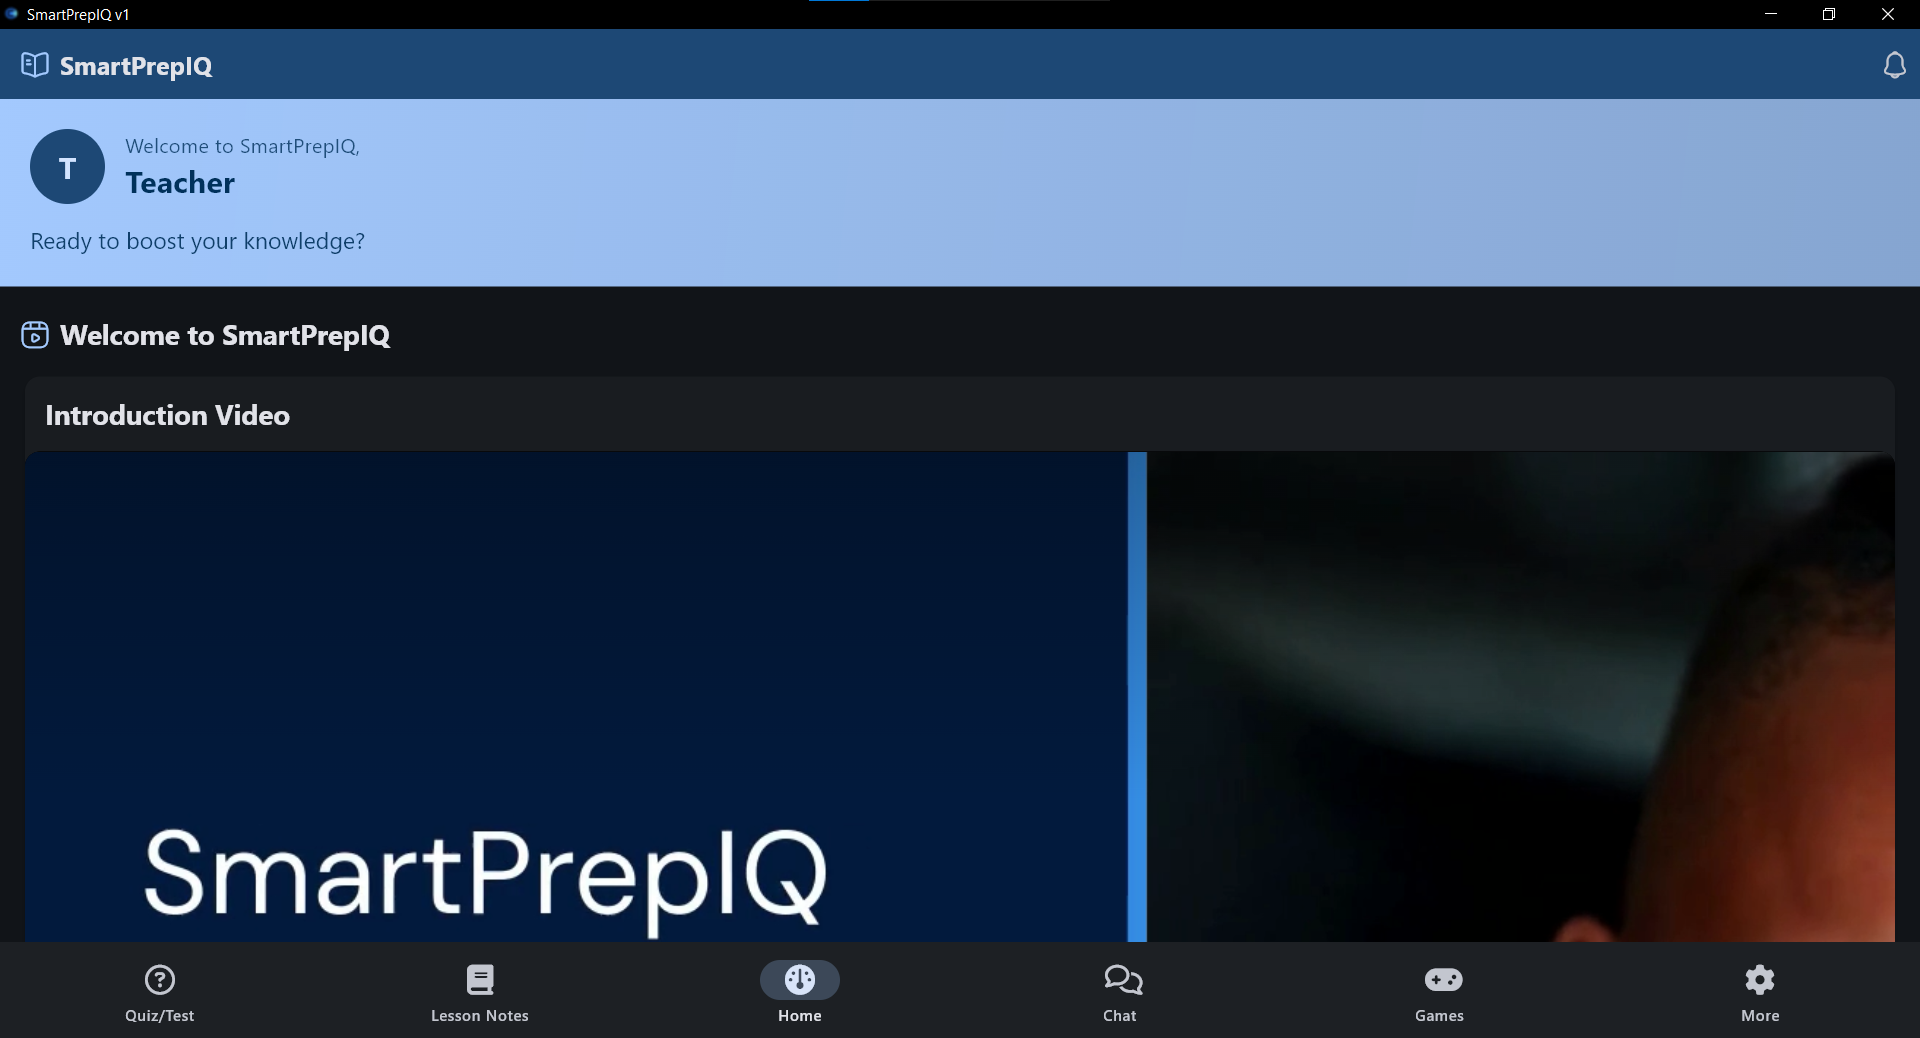 SmartPrepIQ v1
SmartPrepIQ
T
Welcome to SmartPrepIQ,
Teacher
Ready to boost your knowledge?
Welcome to SmartPrepIQ
Introduction Video
SmartPrepIQ
Quiz/Test
Lesson Notes
Home
Chat
Games
More